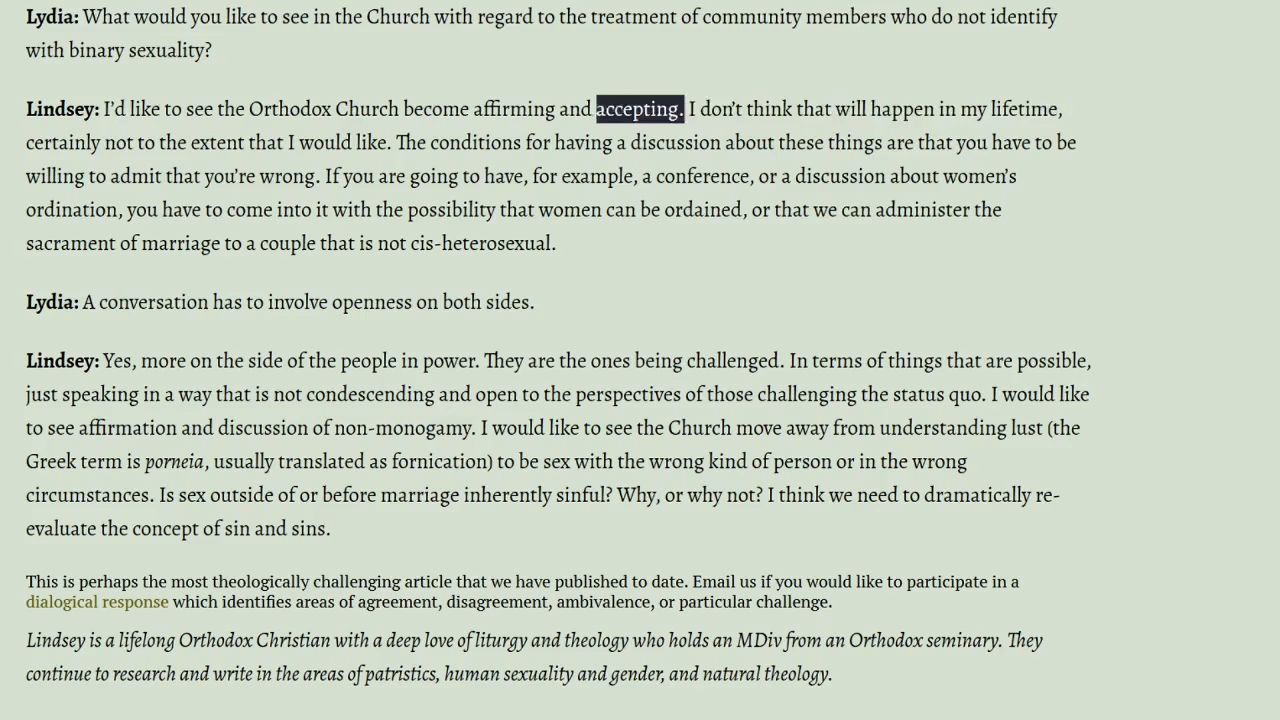 Lydia: What would you like to see in the Church with regard to the treatment of community members who do not identify
with binary sexuality?
Lindsey: I’d like to see the Orthodox Church become affirming and accepting. I don’t think that will happen in my lifetime,
certainly not to the extent that I would like. The conditions for having a discussion about these things are that you have to be
willing to admit that you’re wrong. If you are going to have, for example, a conference, or a discussion about women’s
ordination, you have to come into it with the possibility that women can be ordained, or that we can administer the
sacrament of marriage to a couple that is not cis-heterosexual.
Lydia: A conversation has to involve openness on both sides.
Lindsey: Yes, more on the side of the people in power. They are the ones being challenged. In terms of things that are possible,
just speaking in a way that is not condescending and open to the perspectives of those challenging the status quo. I would like
to see affirmation and discussion of non-monogamy. I would like to see the Church move away from understanding lust (the
Greek term is porneia, usually translated as fornication) to be sex with the wrong kind of person or in the wrong
circumstances. Is sex outside of or before marriage inherently sinful? Why, or why not? I think we need to dramatically re-
evaluate the concept of sin and sins.
This is perhaps the most theologically challenging article that we have published to date. Email us if you would like to participate in a
dialogical response which identifies areas of agreement, disagreement, ambivalence, or particular challenge.
Lindsey is a lifelong Orthodox Christian with a deep love of liturgy and theology who holds an MDiv from an Orthodox seminary. They
continue to research and write in the areas of patristics, human sexuality and gender, and natural theology.